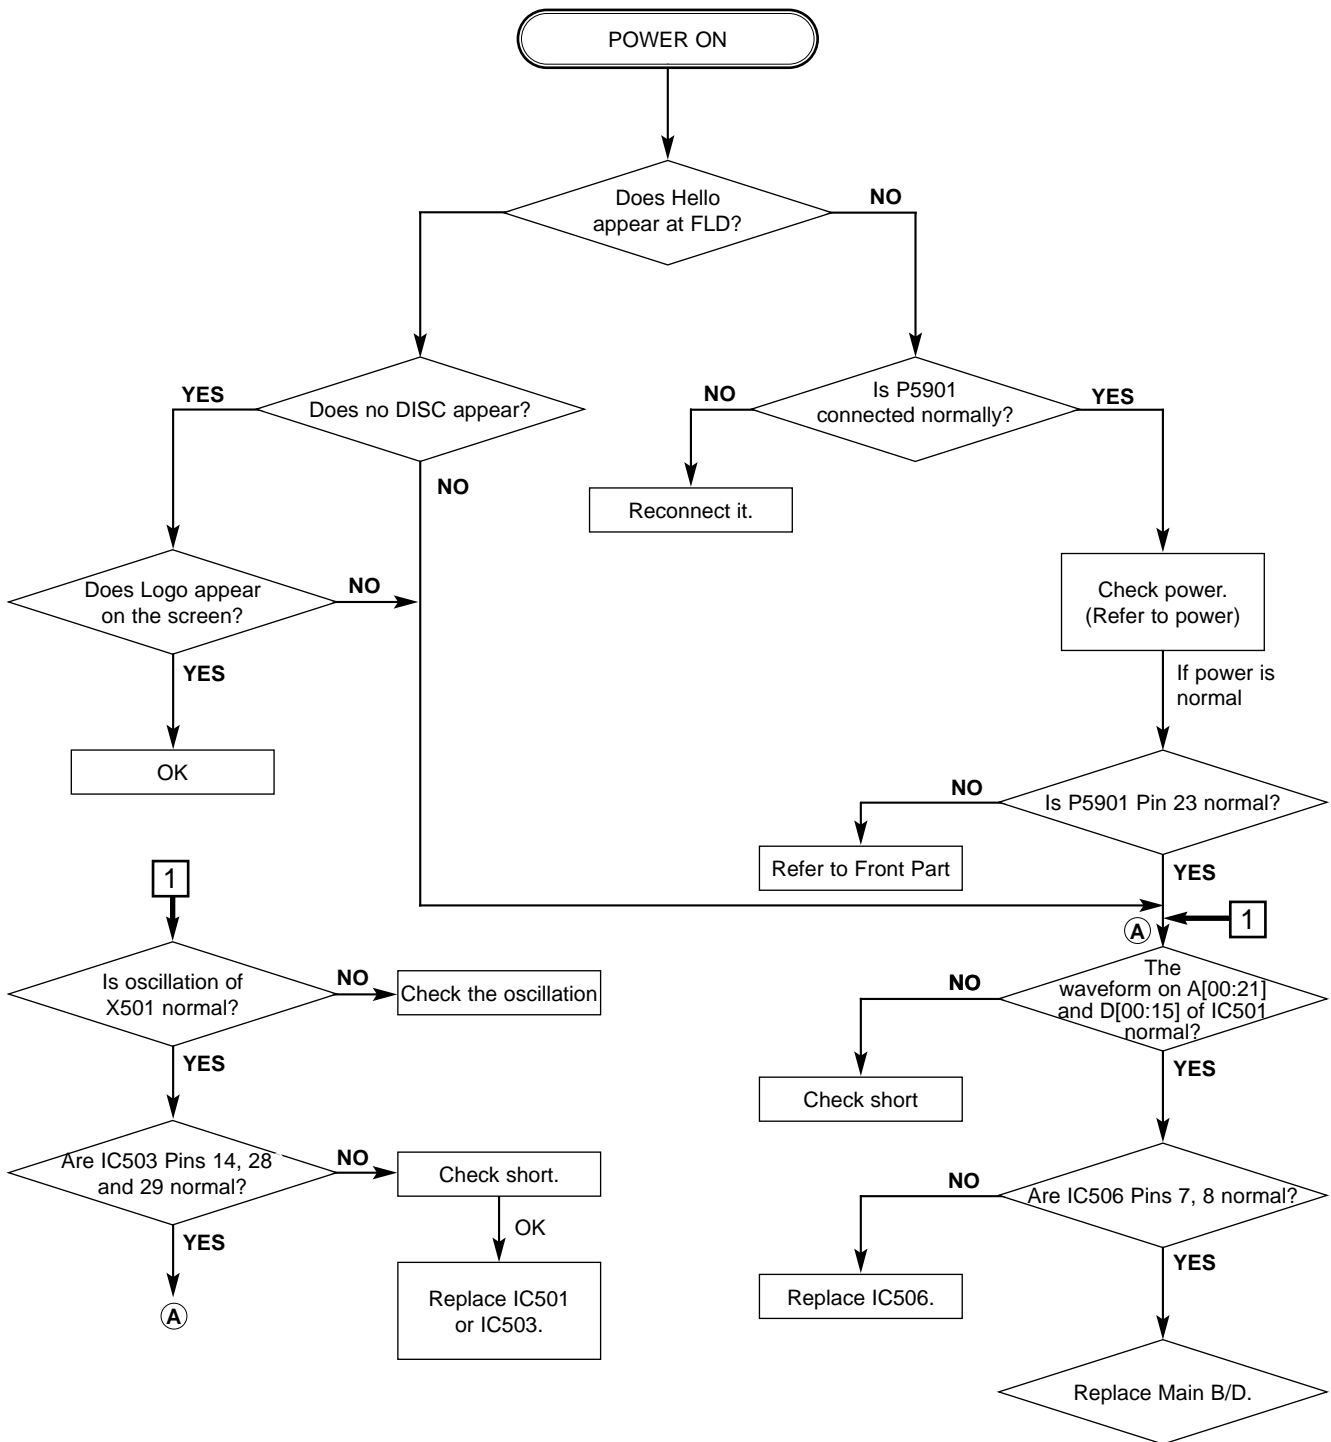 POWER ON
Does Hello
appear at FLD?
NO
Does no DISC appear?
YES
NO
Is P5901
connected normally?
NO
YES
Reconnect it.
Does Logo appear
on the screen?
NO
YES
OK
Check power.
(Refer to power)
If power is
normal
Is P5901 Pin 23 normal?
NO
YES
Refer to Front Part
1
A
1
Is oscillation of
X501 normal?
NO
Check the oscillation
YES
The
waveform on A[00:21]
and D[00:15] of IC501
normal?
NO
YES
Check short
Are IC503 Pins 14, 28
and 29 normal?
NO
Check short.
OK
Replace IC501
or IC503.
YES
A
Are IC506 Pins 7, 8 normal?
NO
YES
Replace IC506.
Replace Main B/D.